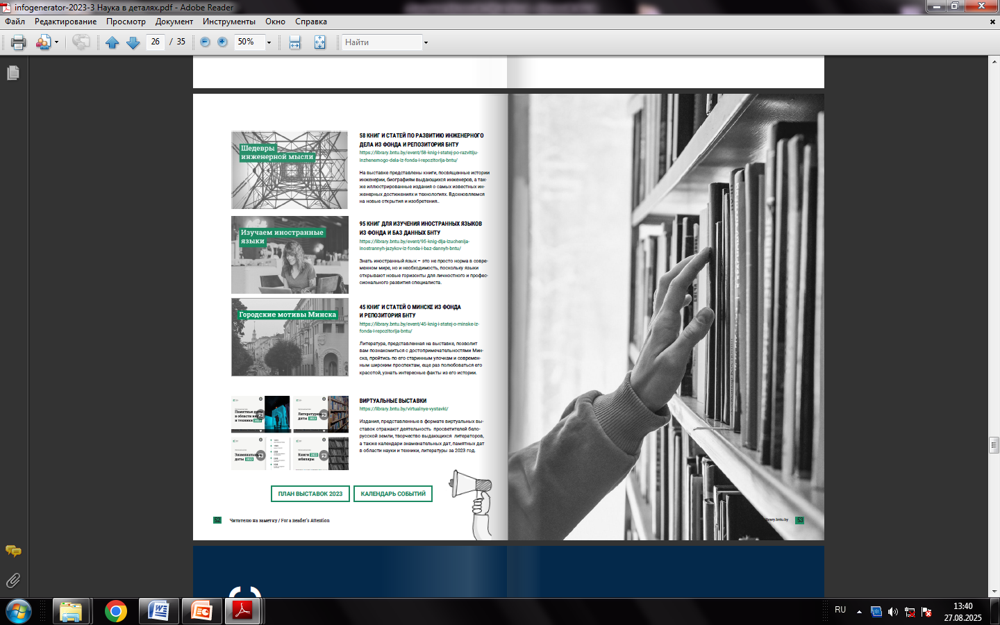 infogenerator-2023-3 Наука в деталях.pdf - Adobe Reader
Файл Редактирование Просмотр Документ Инструменты Окно Справка
26 / 35 50% Найти
Шедевры
инженерной мысли
58 КНИГ И СТАТЕЙ ПО РАЗВИТИЮ ИНЖЕНЕРНОГО
ДЕЛА ИЗ ФОНДА И РЕПОЗИТОРИЯ БНТУ
https://library.bntu.by/event/58-knig-i-statej-po-razvitiju-
inzhenernogo-dela-iz-fonda-i-repozitorija-bntu/
На выставке представлены книги, посвященные истории
инженерии, биографиям выдающихся инженеров, а так-
же иллюстрированные издания о самых известных ин-
женерных достижениях и технологиях. Вдохновляемся
на новые открытия и изобретения..
Изучаем иностранные
языки
95 КНИГ ДЛЯ ИЗУЧЕНИЯ ИНОСТРАННЫХ ЯЗЫКОВ
ИЗ ФОНДА И БАЗ ДАННЫХ БНТУ
https://library.bntu.by/event/95-knig-dlja-izuchenija-
inostrannyh-jazykov-iz-fonda-i-baz-dannyh-bntu/
Знать иностранный язык – это не просто норма в совре-
менном мире, но и необходимость, поскольку языки
открывают новые горизонты для личностного и профес-
сионального развития специалиста.
Городские мотивы Минска
45 КНИГ И СТАТЕЙ О МИНСКЕ ИЗ ФОНДА
И РЕПОЗИТОРИЯ БНТУ
https://library.bntu.by/event/45-knig-i-statej-o-minske-iz-
fonda-i-repozitorija-bntu/
Литература, представленная на выставке, позволит
вам познакомиться с достопримечательностями Мин-
ска, пройтись по его старинным улочкам и современ-
ным широким проспектам, еще раз полюбоваться его
красотой, узнать интересные факты из его истории.
Памятные даты
в области науки
и техники 2023
Литературные
даты 2023
Знаменательные
даты 2023
Книги 2023
юбиляры
ВИРТУАЛЬНЫЕ ВЫСТАВКИ
https://library.bntu.by/virtualnye-vystavki/
Издания, представленные в формате виртуальных вы-
ставок отражают деятельность просветителей бело-
русской земли, творчество выдающихся литераторов,
а также календари знаменательных дат, памятных дат
в области науки и техники, литературы за 2023 год.
ПЛАН ВЫСТАВОК 2023 КАЛЕНДАРЬ СОБЫТИЙ
52 Читателю на заметку / For a Reader's Attention
library.bntu.by 53
RU
13:40
27.08.2025